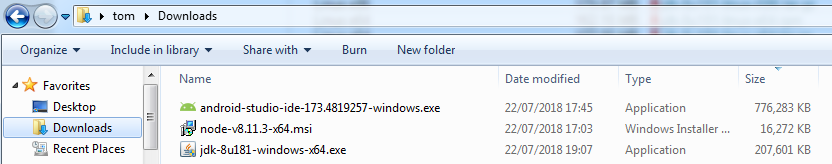 tom Downloads
Organize Include in library Share with Burn New folder
Favorites Name Date modified Type Size
Desktop android-studio-ide-173.4819257-windows.exe 22/07/2018 17:45 Application 776,283 KB
Downloads node-v8.11.3-x64.msi 22/07/2018 17:03 Windows Installer ... 16,272 KB
Recent Places jdk-8u181-windows-x64.exe 22/07/2018 19:07 Application 207,601 KB